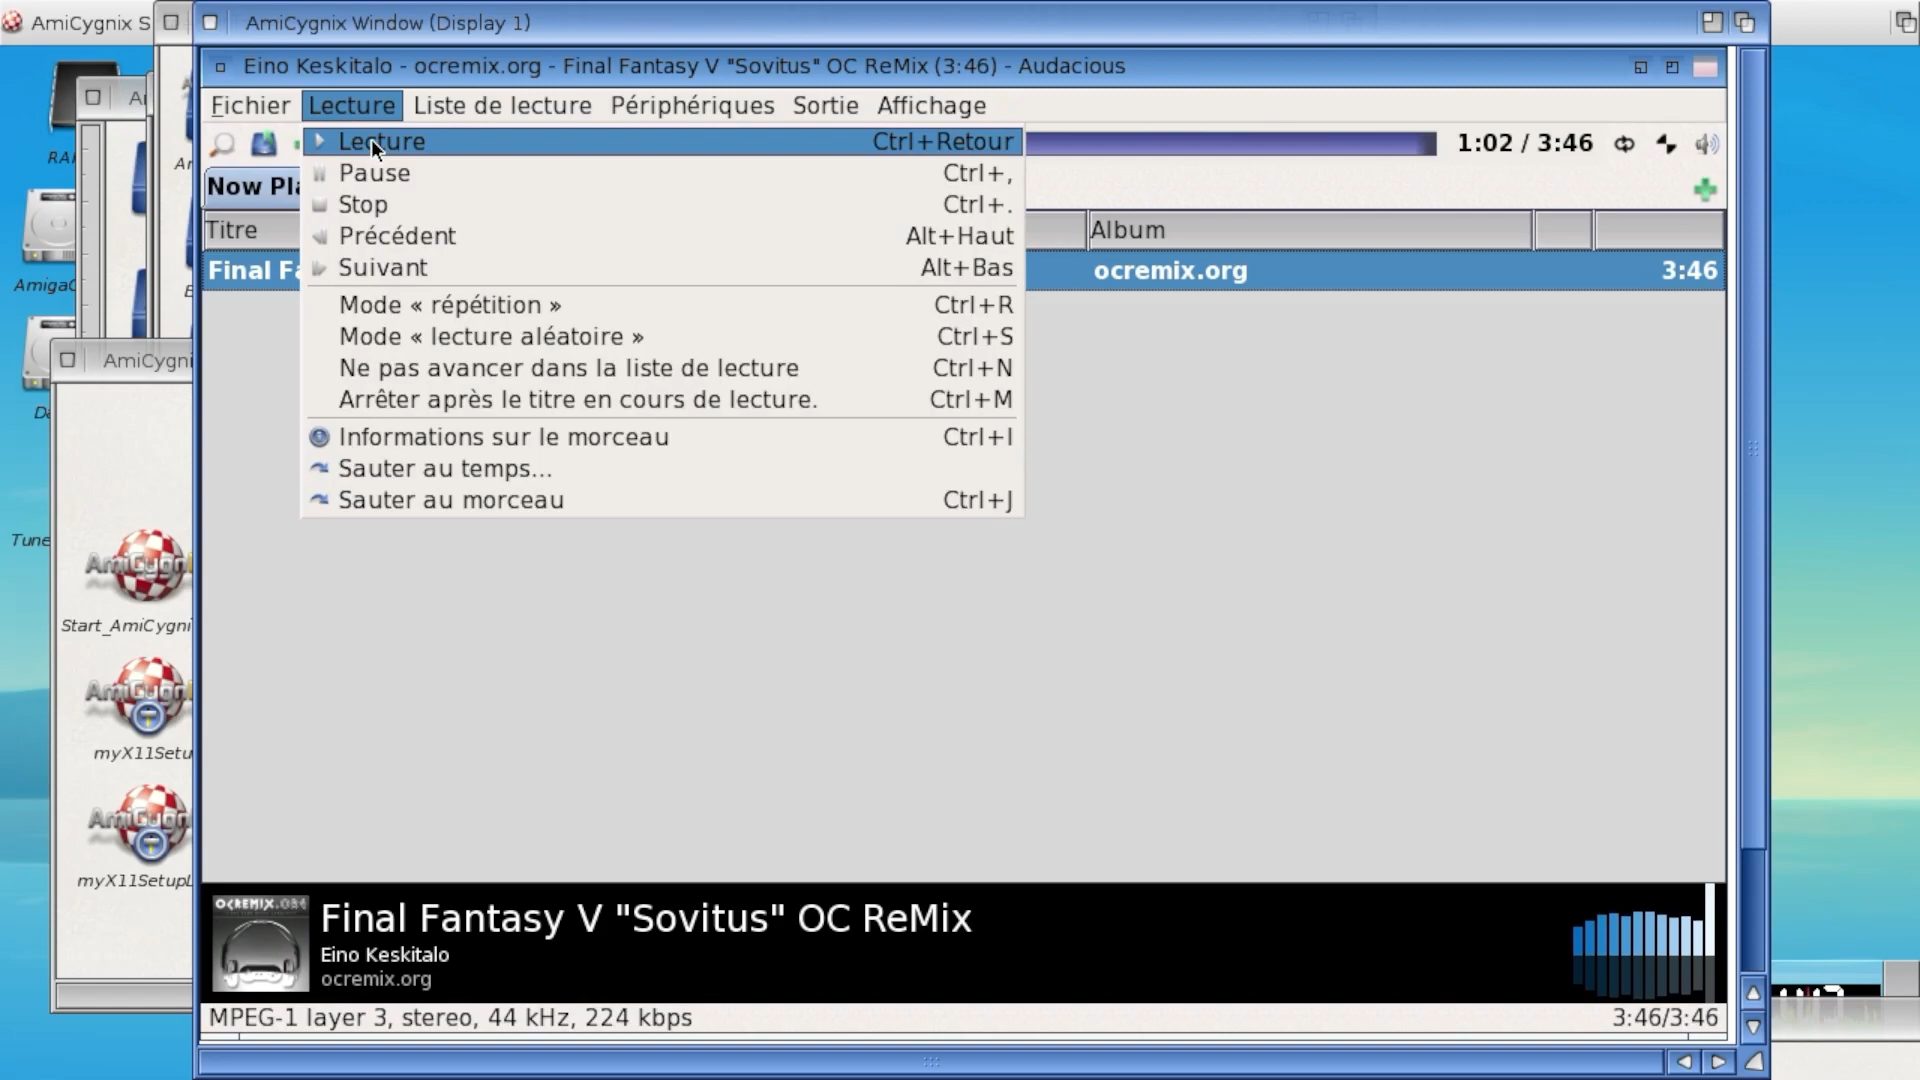 AmiCygnix S
AmiCygnix Window (Display 1)
Eino Keskitalo - ocremix.org - Final Fantasy V "Sovitus" OC ReMix (3:46) - Audacious
Fichier Lecture Liste de lecture Périphériques Sortie Affichage
Lecture Ctrl+Retour
1:02 / 3:46
Pause Ctrl+,
Now Pla
Stop Ctrl+.
Titre
Album
Précédent Alt+Haut
Suivant Alt+Bas
Final Fa
ocremix.org
3:46
Mode « répétition » Ctrl+R
Mode « lecture aléatoire » Ctrl+S
Ne pas avancer dans la liste de lecture Ctrl+N
Arrêter après le titre en cours de lecture. Ctrl+M
Informations sur le morceau Ctrl+I
Sauter au temps...
Sauter au morceau Ctrl+J
AmiCygni
Tune
AmiCygni
Start_AmiCygni
AmiCygni
myX11Setu
AmiCygni
myX11SetupL
OCREMIX.ORG
Final Fantasy V "Sovitus" OC ReMix
Eino Keskitalo
ocremix.org
MPEG-1 layer 3, stereo, 44 kHz, 224 kbps
3:46/3:46